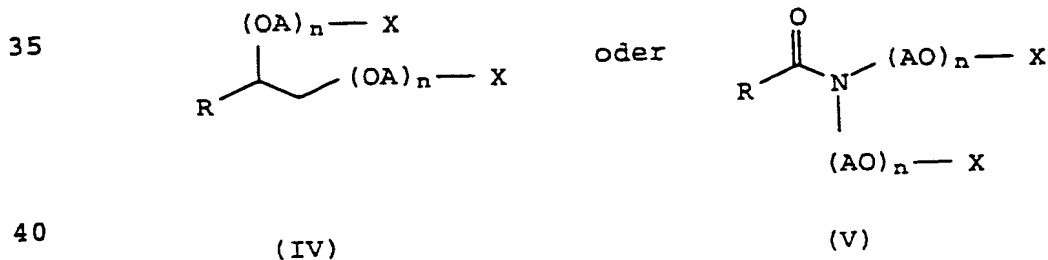 (OA)n — X
35 oder O
R (OA)n — X R N (AO)n — X
(AO)n — X
40 (IV) (V)